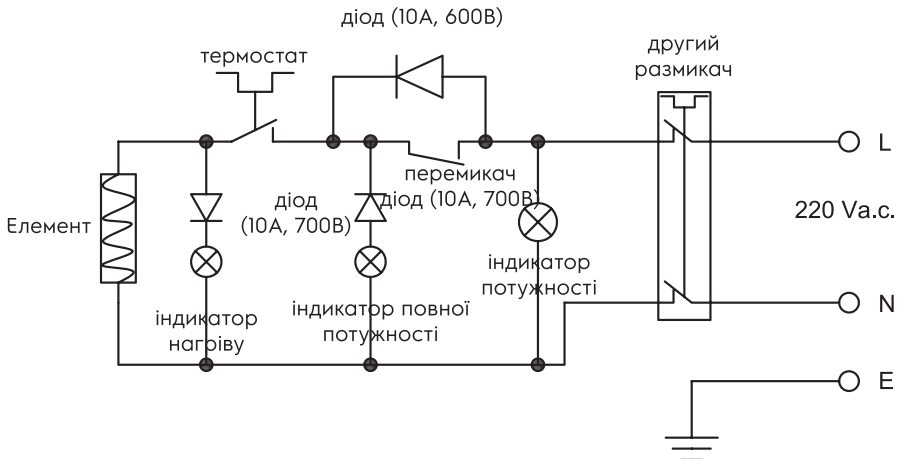 діод (10А, 600В)
термостат
другий
размикач
L
перемикач
діод (10А, 700В)
діод
(10А, 700В)
220 Va.c.
Елемент
індикатор
потужності
індикатор
нагріву
індикатор повної
потужності
N
E